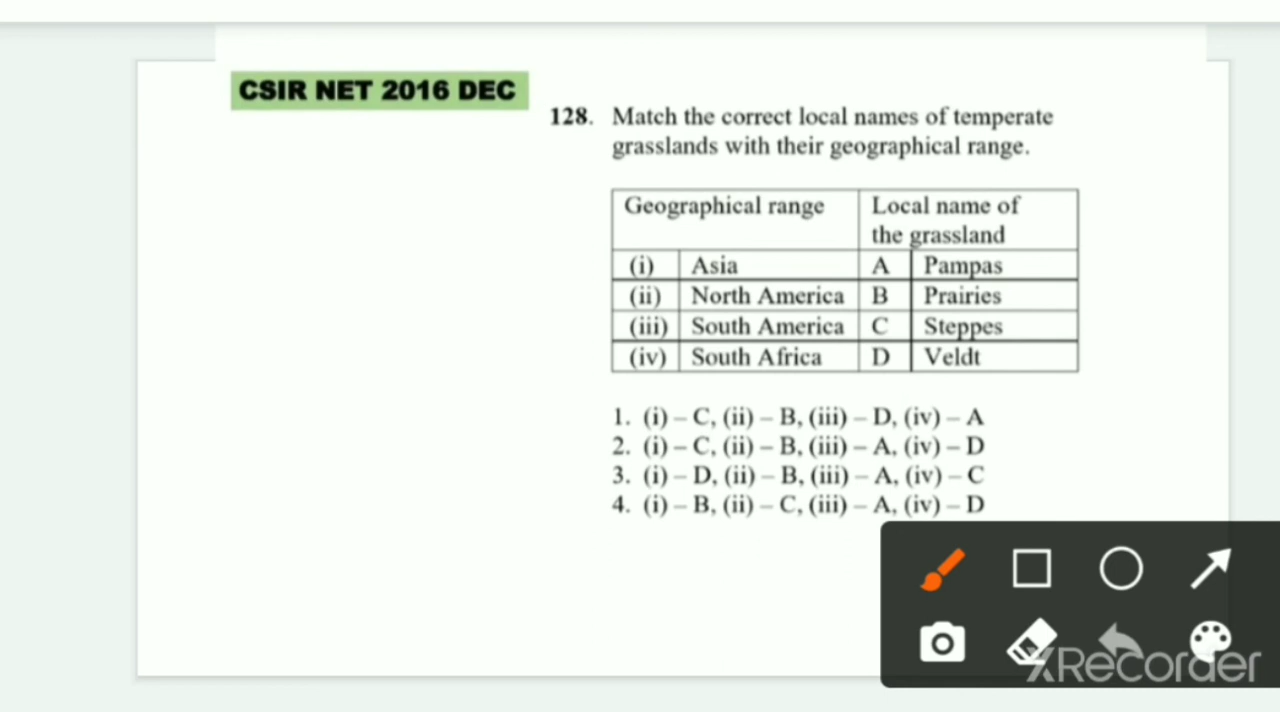 CSIR NET 2016 DEC
128. Match the correct local names of temperate
grasslands with their geographical range.
Geographical range Local name of
the grassland
(i) Asia A Pampas
(ii) North America B Prairies
(iii) South America C Steppes
(iv) South Africa D Veldt
1. (i) – C, (ii) – B, (iii) – D, (iv) – A
2. (i) – C, (ii) – B, (iii) – A, (iv) – D
3. (i) – D, (ii) – B, (iii) – A, (iv) – C
4. (i) – B, (ii) – C, (iii) – A, (iv) – D
XRecorder